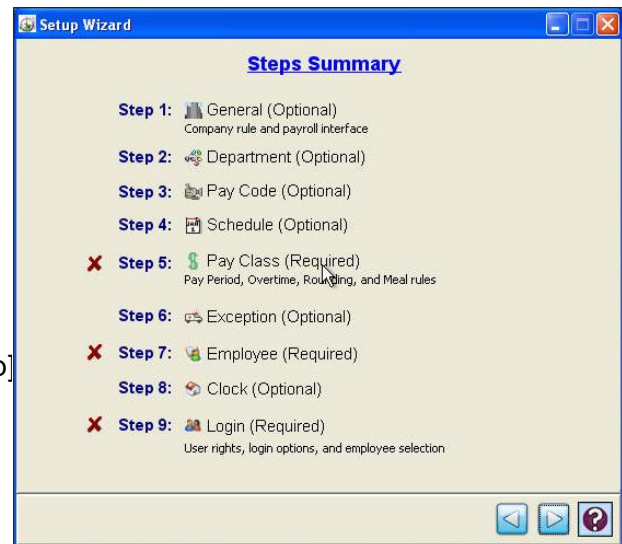 Setup Wizard
Steps Summary
Step 1: General (Optional)
Company rule and payroll interface
Step 2: Department (Optional)
Step 3: Pay Code (Optional)
Step 4: Schedule (Optional)
Step 5: Pay Class (Required)
Pay Period, Overtime, Rounding, and Meal rules
Step 6: Exception (Optional)
Step 7: Employee (Required)
Step 8: Clock (Optional)
Step 9: Login (Required)
User rights, login options, and employee selection